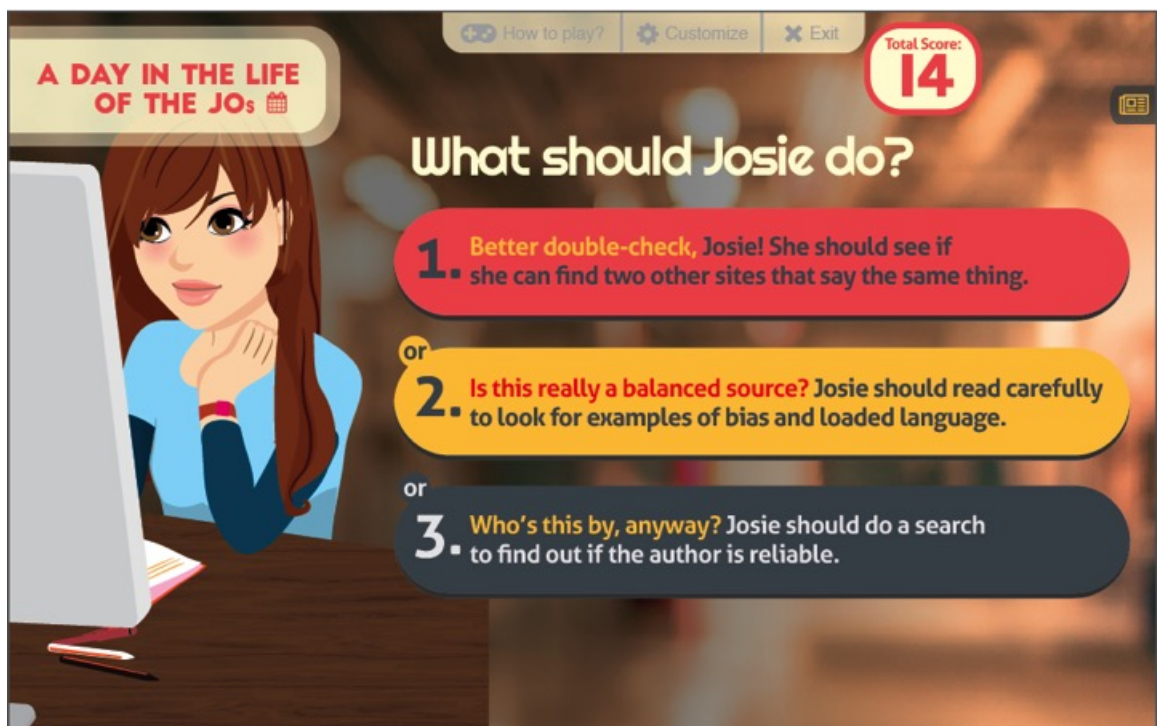 How to play?
Customize
Exit
Total Score:
14
A DAY IN THE LIFE
OF THE JOs
What should Josie do?
1. Better double-check, Josie! She should see if
she can find two other sites that say the same thing.
or
2. Is this really a balanced source? Josie should read carefully
to look for examples of bias and loaded language.
or
3. Who's this by, anyway? Josie should do a search
to find out if the author is reliable.